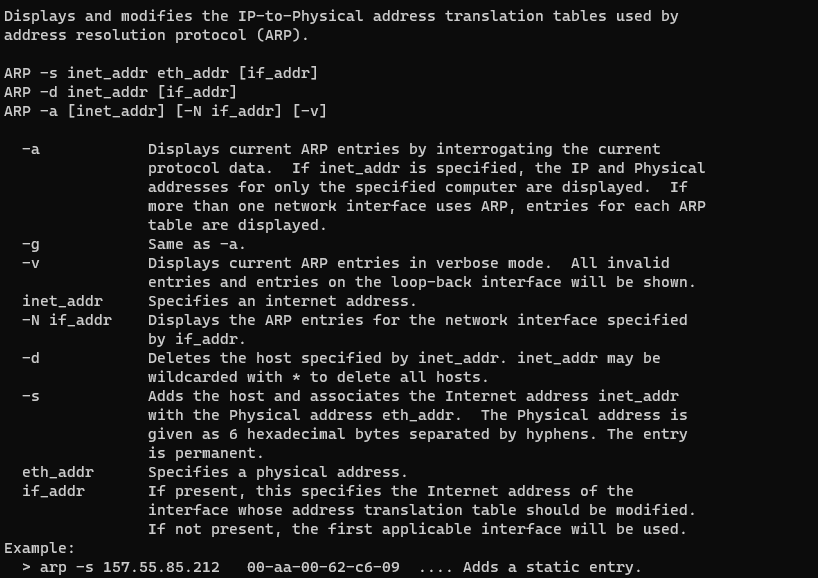 Displays and modifies the IP-to-Physical address translation tables used by
address resolution protocol (ARP).

ARP -s inet_addr eth_addr [if_addr]
ARP -d inet_addr [if_addr]
ARP -a [inet_addr] [-N if_addr] [-v]

  -a            Displays current ARP entries by interrogating the current
                protocol data.  If inet_addr is specified, the IP and Physical
                addresses for only the specified computer are displayed.  If
                more than one network interface uses ARP, entries for each ARP
                table are displayed.
  -g            Same as -a.
  -v            Displays current ARP entries in verbose mode.  All invalid
                entries and entries on the loop-back interface will be shown.
  inet_addr     Specifies an internet address.
  -N if_addr    Displays the ARP entries for the network interface specified
                by if_addr.
  -d            Deletes the host specified by inet_addr. inet_addr may be
                wildcarded with * to delete all hosts.
  -s            Adds the host and associates the Internet address inet_addr
                with the Physical address eth_addr.  The Physical address is
                given as 6 hexadecimal bytes separated by hyphens. The entry
                is permanent.
  eth_addr      Specifies a physical address.
  if_addr       If present, this specifies the Internet address of the
                interface whose address translation table should be modified.
                If not present, the first applicable interface will be used.
Example:
  > arp -s 157.55.85.212   00-aa-00-62-c6-09  .... Adds a static entry.